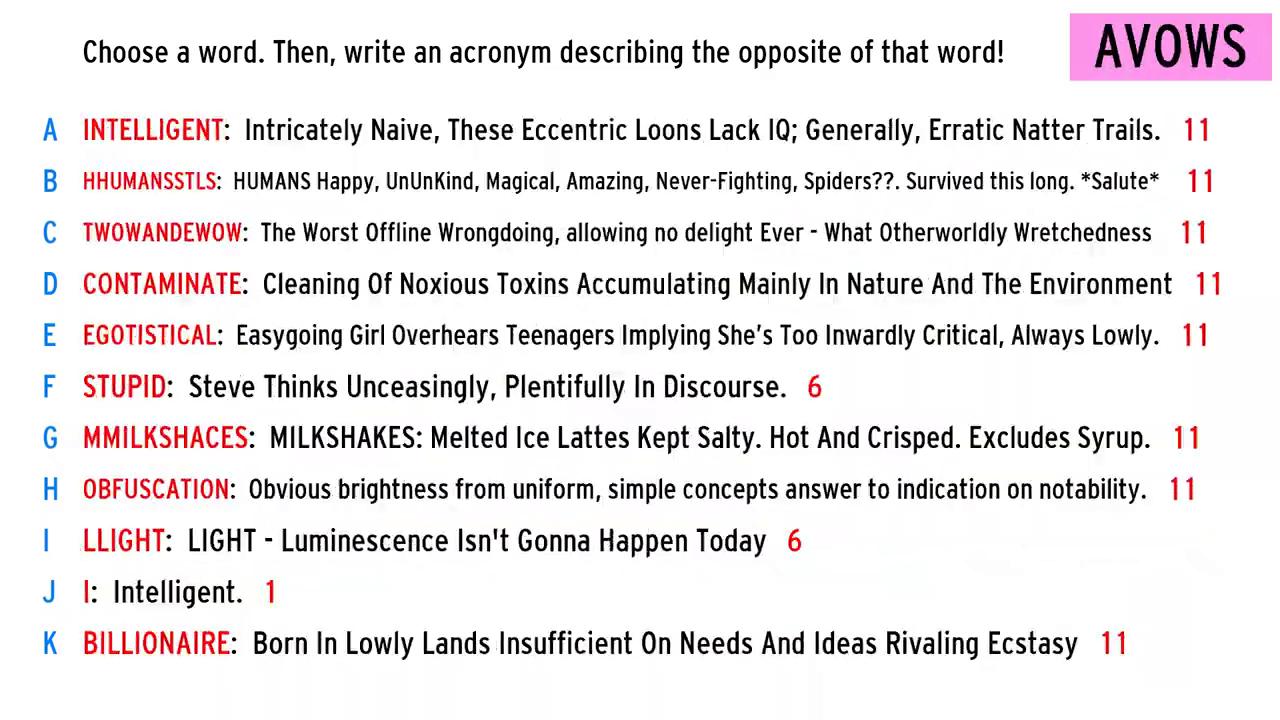 Choose a word. Then, write an acronym describing the opposite of that word!
AVOWS
A INTELLIGENT: Intricately Naive, These Eccentric Loons Lack IQ; Generally, Erratic Natter Trails. 11
B HHUMANSSTLS: HUMANS Happy, UnUnKind, Magical, Amazing, Never-Fighting, Spiders??. Survived this long. *Salute* 11
C TWOWANDEWOW: The Worst Offline Wrongdoing, allowing no delight Ever - What Otherworldly Wretchedness 11
D CONTAMINATE: Cleaning Of Noxious Toxins Accumulating Mainly In Nature And The Environment 11
E EGOTISTICAL: Easygoing Girl Overhears Teenagers Implying She's Too Inwardly Critical, Always Lowly. 11
F STUPID: Steve Thinks Unceasingly, Plentifully In Discourse. 6
G MMILKSHACES: MILKSHAKES: Melted Ice Lattes Kept Salty. Hot And Crisped. Excludes Syrup. 11
H OBFUSCATION: Obvious brightness from uniform, simple concepts answer to indication on notability. 11
I LLIGHT: LIGHT - Luminescence Isn't Gonna Happen Today 6
J I: Intelligent. 1
K BILLIONAIRE: Born In Lowly Lands Insufficient On Needs And Ideas Rivaling Ecstasy 11